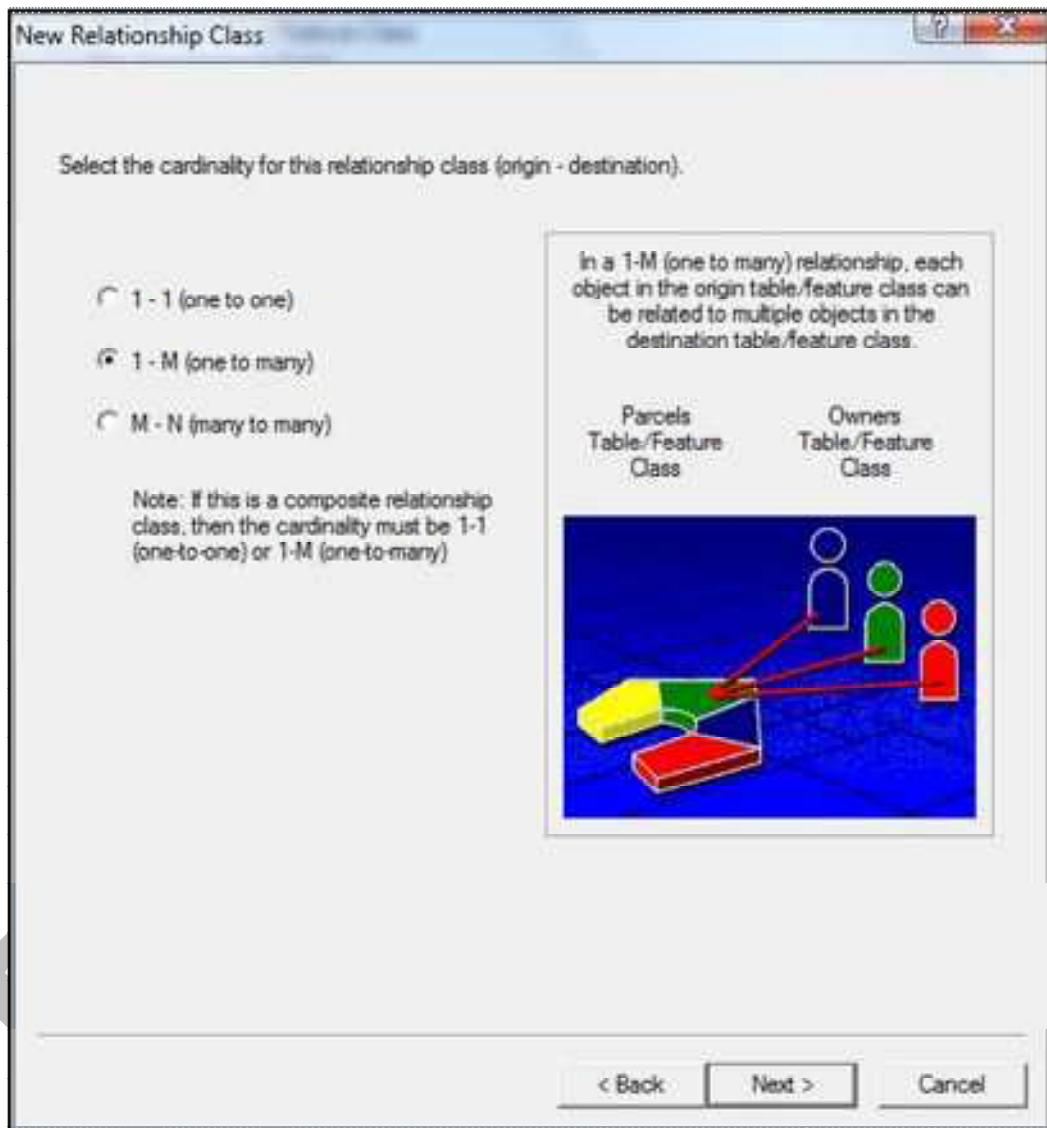 New Relationship Class
Select the cardinality for this relationship class (origin - destination).
1 - 1 (one to one)
1 - M (one to many)
M - N (many to many)
Note: If this is a composite relationship
class, then the cardinality must be 1-1
(one-to-one) or 1-M (one-to-many)
In a 1-M (one to many) relationship, each
object in the origin table/feature class can
be related to multiple objects in the
destination table/feature class.
Parcels
Table/Feature
Class
Owners
Table/Feature
Class
< Back
Next >
Cancel